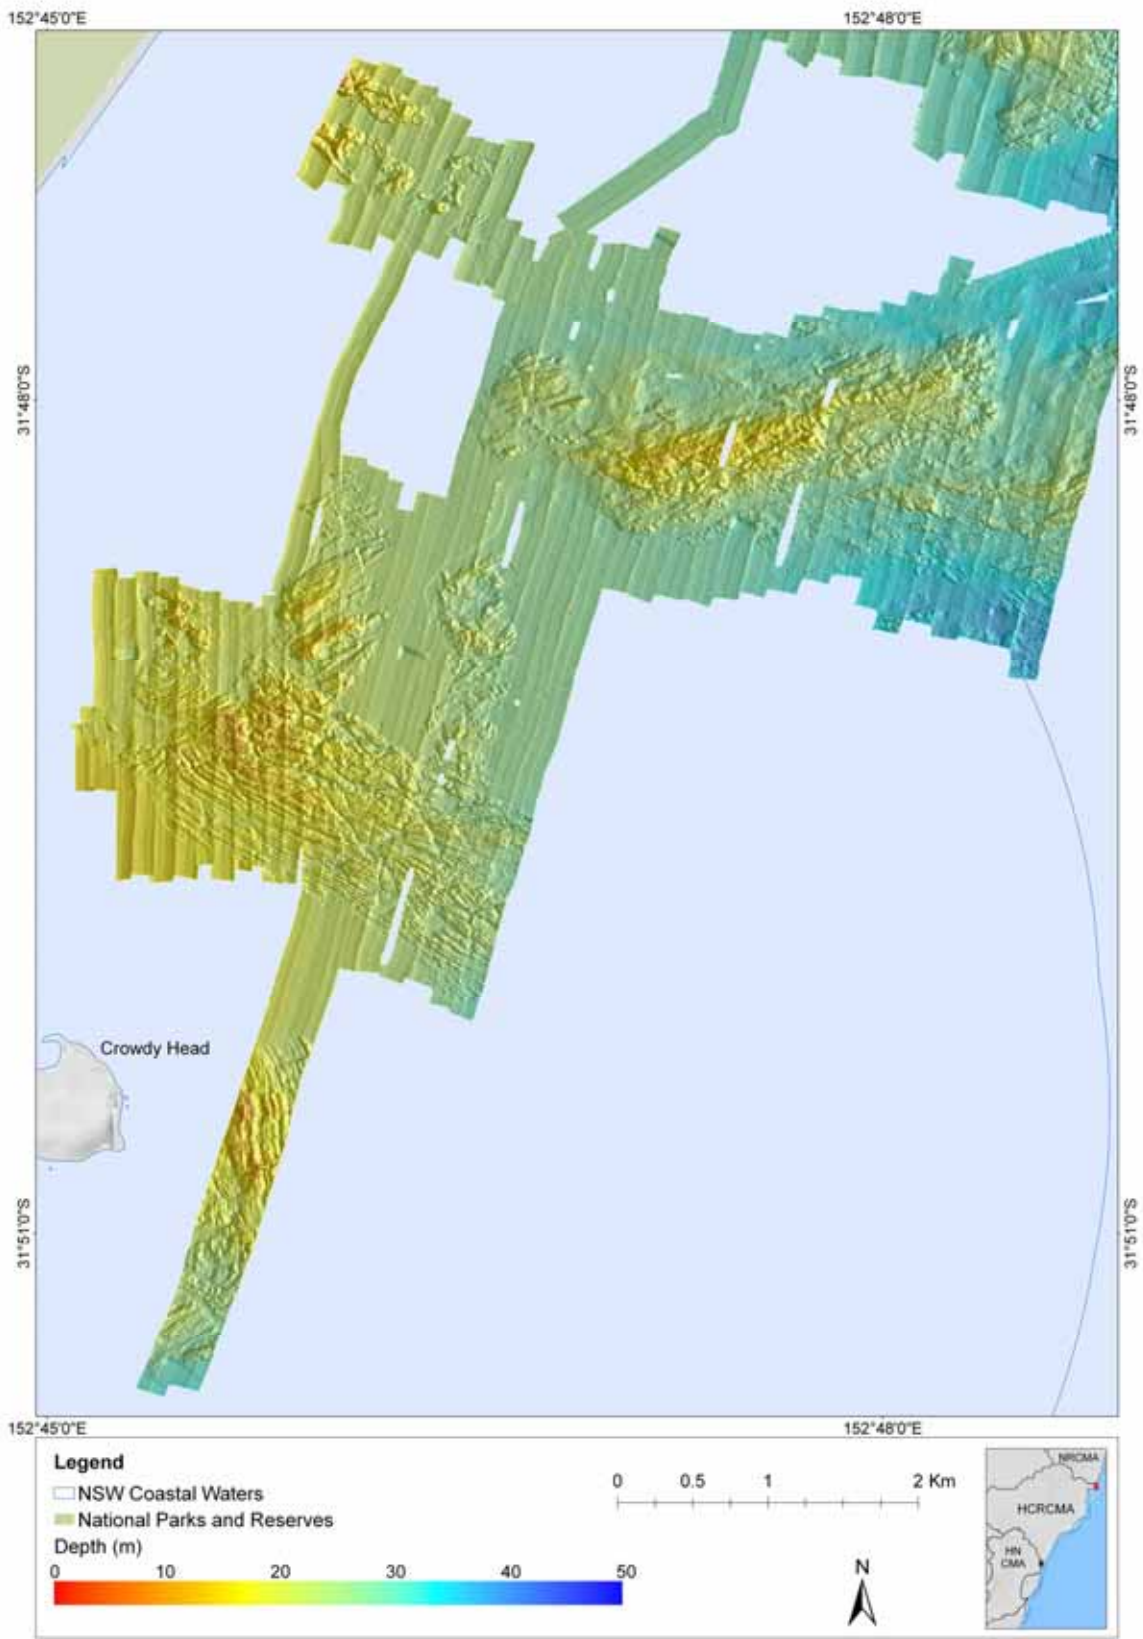 152°45'0"E
152°48'0"E
31°48'0"S
31°48'0"S
Crowdy Head
31°51'0"S
31°51'0"S
152°45'0"E
152°48'0"E
Legend
NSW Coastal Waters
National Parks and Reserves
Depth (m)
0 10 20 30 40 50
0 0.5 1 2 Km
N
NRCMA
HCRCMA
HN
CMA